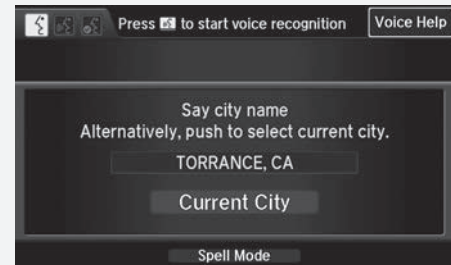 Press to start voice recognition
Voice Help
Say city name
Alternatively, push to select current city.
TORRANCE, CA
Current City
Spell Mode